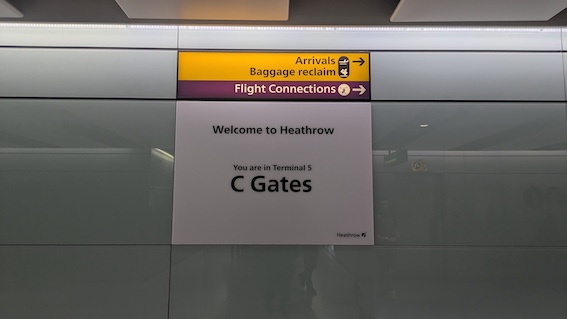 Arrivals
Baggage reclaim
Flight Connections
Welcome to Heathrow
You are in Terminal 5
C Gates
Heathrow